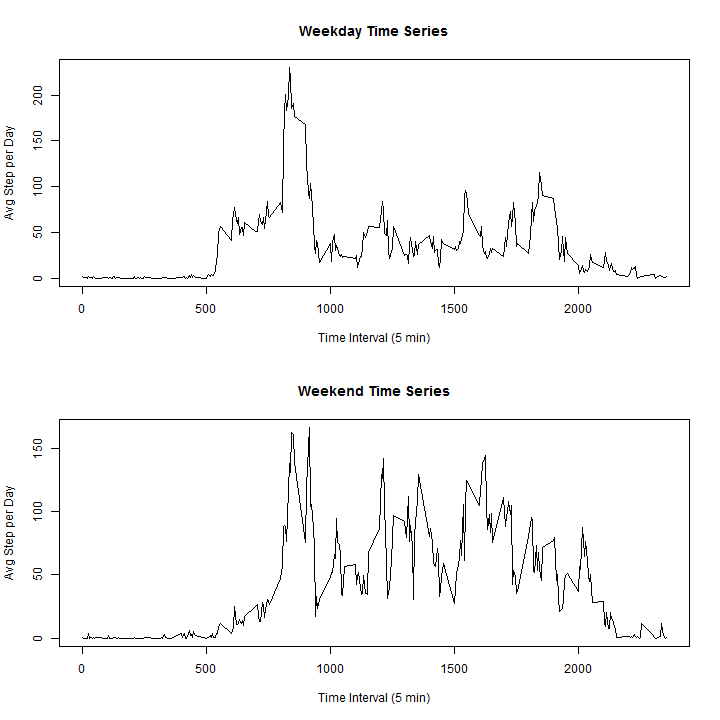 Weekday Time Series
Avg Step per Day
200
150
100
50
0
0 500 1000 1500 2000
Time Interval (5 min)
Weekend Time Series
Avg Step per Day
150
100
50
0
0 500 1000 1500 2000
Time Interval (5 min)